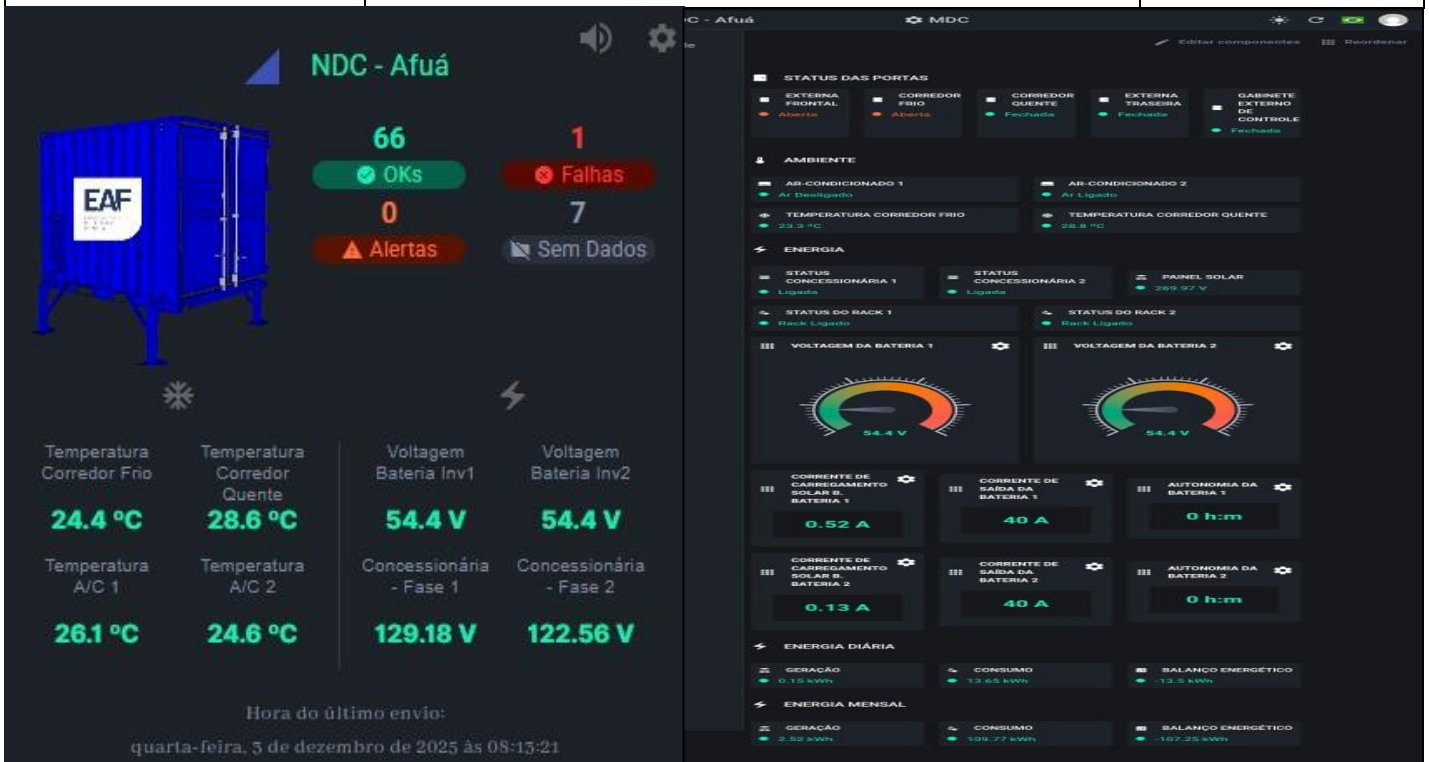 NDC - Afuá
66
1
OKs
Falhas
0
7
Alertas
Sem Dados
EAF
Temperatura
Corredor Frio
Temperatura
Corredor
Quente
Voltagem
Bateria Inv1
Voltagem
Bateria Inv2
24.4 ºC
28.6 ºC
54.4 V
54.4 V
Temperatura
A/C 1
Temperatura
A/C 2
Concessionária
- Fase 1
Concessionária
- Fase 2
26.1 ºC
24.6 ºC
129.18 V
122.56 V
Hora do último envio:
quarta-feira, 3 de dezembro de 2025 às 08:13:21
C - Afuá
MDC
Editar componentes
Reordenar
STATUS DAS PORTAS
EXTERNA
FRONTAL
Aberta
CORREDOR
FRIO
Aberta
CORREDOR
QUENTE
Fechada
EXTERNA
TRASEIRA
Fechada
GABINETE
EXTERNO
DE
CONTROLE
Fechada
AMBIENTE
AR-CONDICIONADO 1
Ar Desligado
AR-CONDICIONADO 2
Ar Ligado
TEMPERATURA CORREDOR FRIO
23.3 ºC
TEMPERATURA CORREDOR QUENTE
28.8 ºC
ENERGIA
STATUS
CONCESSIONÁRIA 1
Ligada
STATUS
CONCESSIONÁRIA 2
Ligada
PAINEL SOLAR
269.97 V
STATUS DO RACK 1
Rack Ligado
STATUS DO RACK 2
Rack Ligado
VOLTAGEM DA BATERIA 1
54.4 V
VOLTAGEM DA BATERIA 2
54.4 V
CORRENTE DE
CARREGAMENTO
SOLAR B.
BATERIA 1
0.52 A
CORRENTE DE
SAÍDA DA
BATERIA 1
40 A
AUTONOMIA DA
BATERIA 1
0 h:m
CORRENTE DE
CARREGAMENTO
SOLAR B.
BATERIA 2
0.13 A
CORRENTE DE
SAÍDA DA
BATERIA 2
40 A
AUTONOMIA DA
BATERIA 2
0 h:m
ENERGIA DIÁRIA
GERAÇÃO
0.15 kWh
CONSUMO
13.65 kWh
BALANÇO ENERGÉTICO
-13.5 kWh
ENERGIA MENSAL
GERAÇÃO
2.52 kWh
CONSUMO
109.77 kWh
BALANÇO ENERGÉTICO
-107.25 kWh